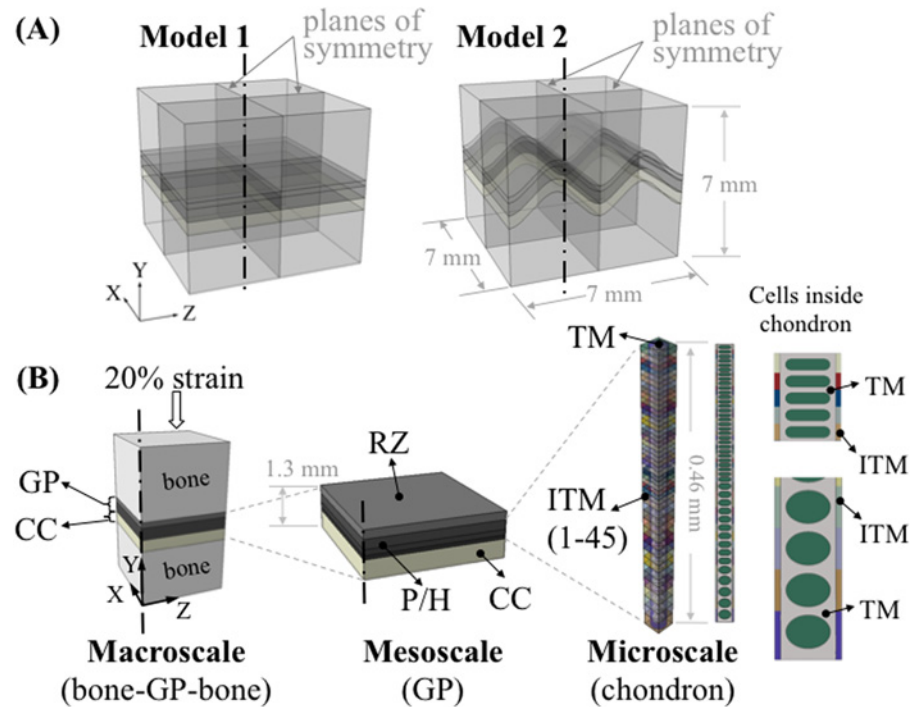 (A)
Model 1
planes of
symmetry
Model 2
planes of
symmetry
7 mm
7 mm
7 mm
Y
X
Z
(B)
20% strain
bone
GP
CC
Y
bone
X
Z
Macroscale
(bone-GP-bone)
1.3 mm
RZ
P/H
CC
Mesoscale
(GP)
TM
ITM
(1-45)
0.46 mm
Microscale
(chondron)
Cells inside
chondron
TM
ITM
ITM
TM